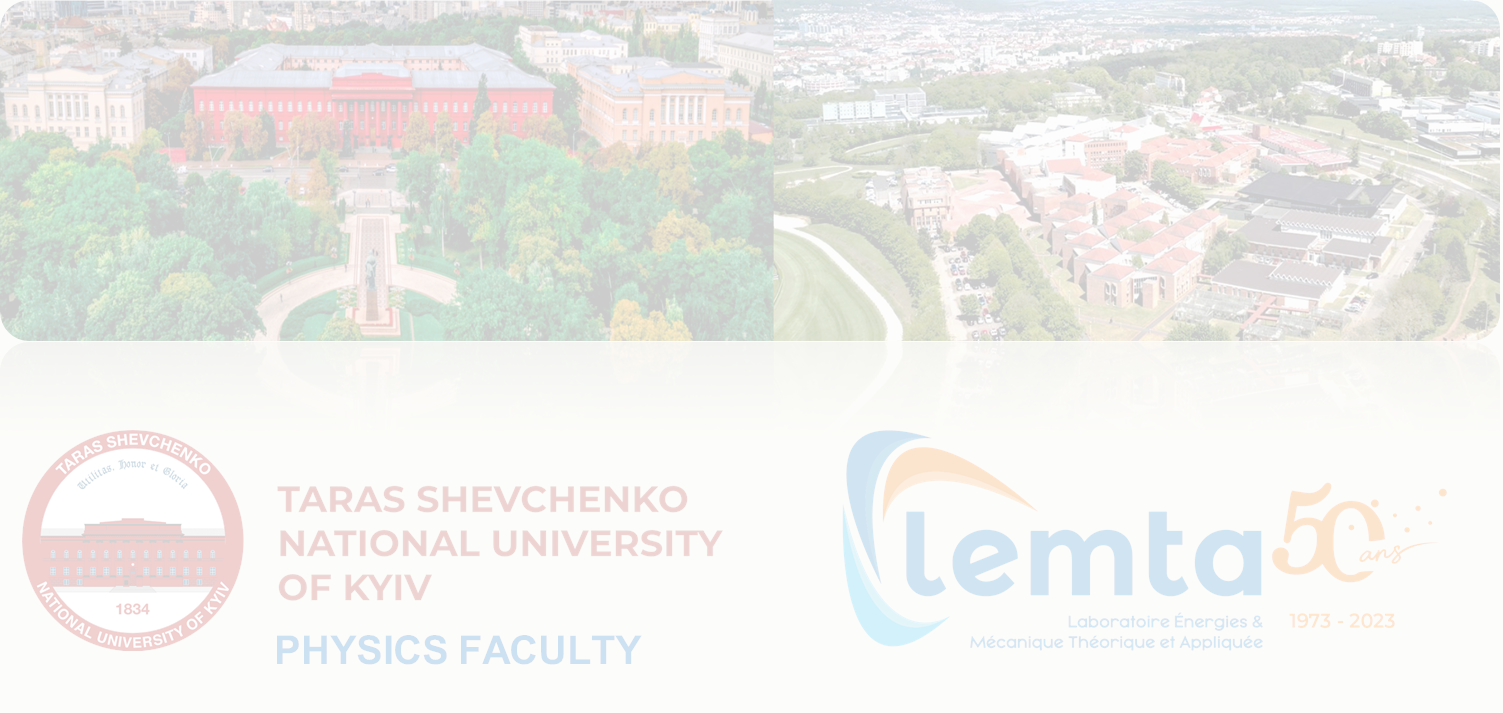 TARAS SHEVCHENKO
Utilitas, Honor et Gloria
1834
NATIONAL UNIVERSITY OF KYIV
TARAS SHEVCHENKO
NATIONAL UNIVERSITY
OF KYIV
PHYSICS FACULTY
lemta
50
ans
Laboratoire Énergies &
Mécanique Théorique et Appliquée
1973 - 2023